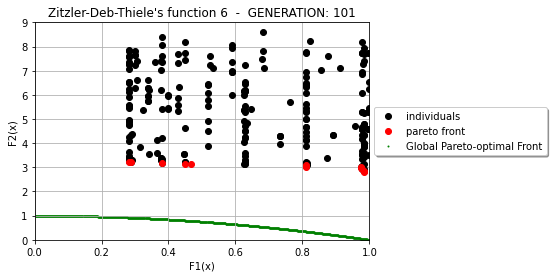 Zitzler-Deb-Thiele's function 6 - GENERATION: 101
9
8
7
6
5
4
3
2
1
0
F2(x)
0.0 0.2 0.4 0.6 0.8 1.0
F1(x)
individuals
pareto front
Global Pareto-optimal Front